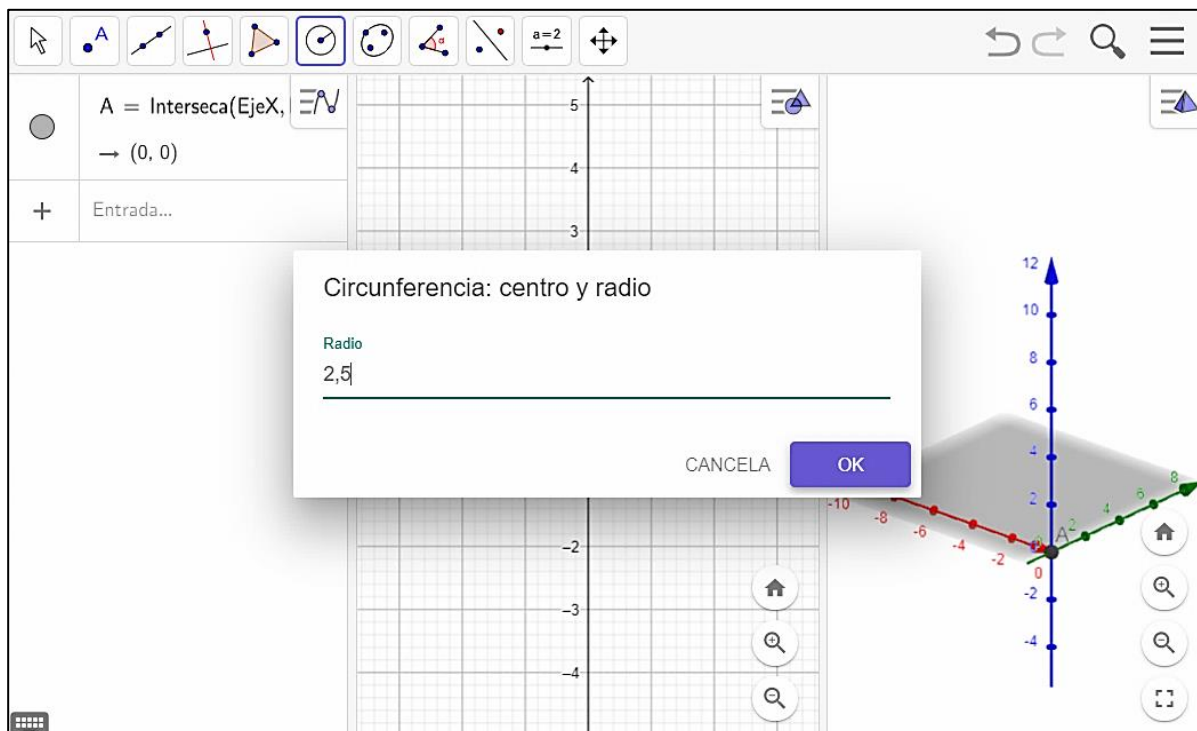 A
a=2
A = Interseca(EjeX,
→ (0, 0)
+ Entrada...
5
4
3
−2
−3
−4
Circunferencia: centro y radio
Radio
2,5
CANCELA
OK
12
10
8
6
4
2
0
-2
-4
-10
-8
-6
-4
-2
0
2
4
6
8
A